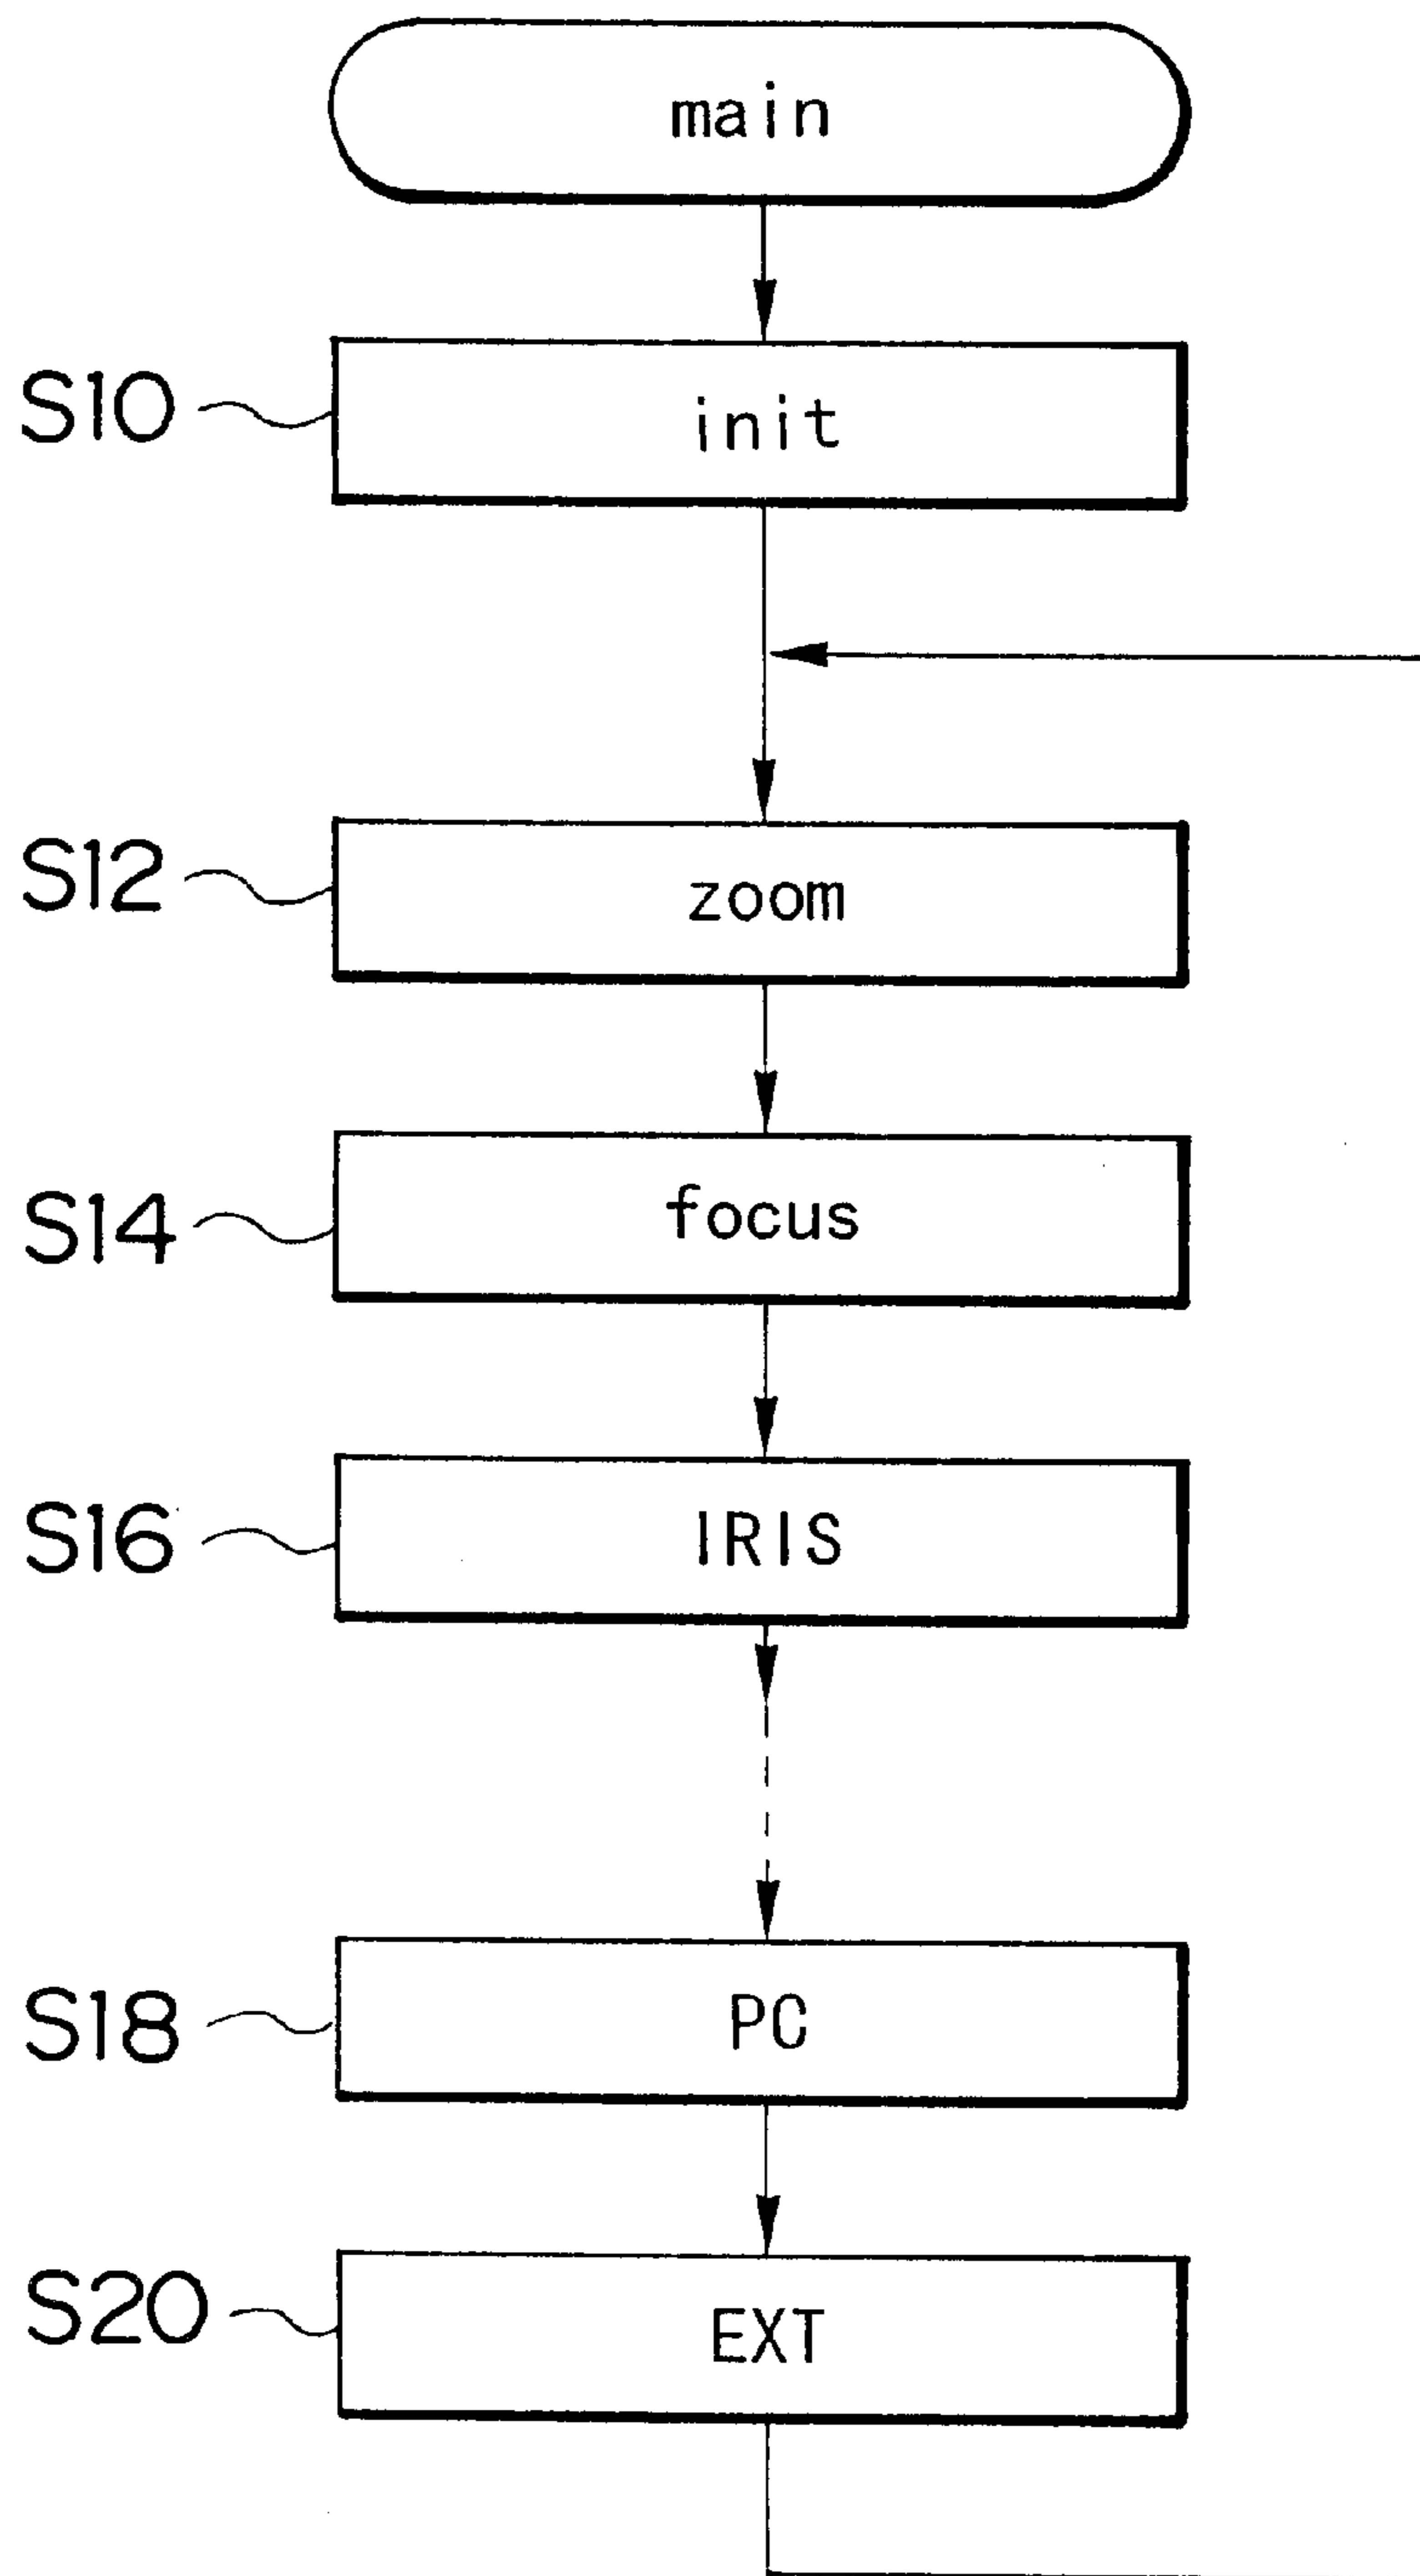 main
S10 init
S12 zoom
S14 focus
S16 IRIS
S18 PC
S20 EXT